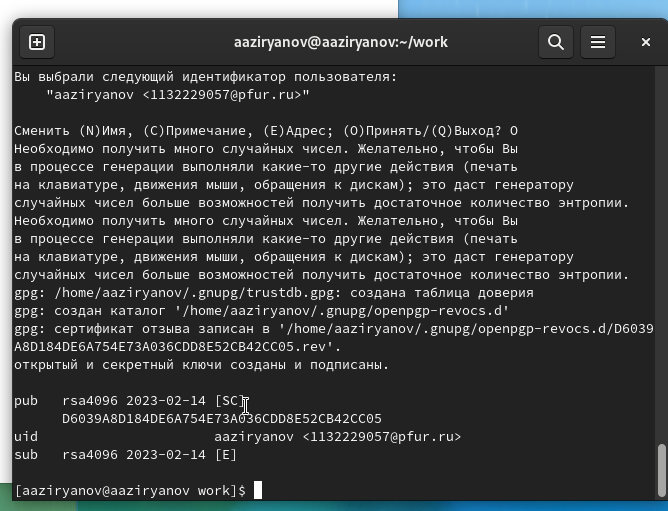 aaziryanov@aaziryanov:~/work
Вы выбрали следующий идентификатор пользователя:
"aaziryanov <1132229057@pfur.ru>"
Сменить (N)Имя, (C)Примечание, (E)Адрес; (O)Принять/(Q)Выход? O
Необходимо получить много случайных чисел. Желательно, чтобы Вы
в процессе генерации выполняли какие-то другие действия (печать
на клавиатуре, движения мыши, обращения к дискам); это даст генератору
случайных чисел больше возможностей получить достаточное количество энтропии.
Необходимо получить много случайных чисел. Желательно, чтобы Вы
в процессе генерации выполняли какие-то другие действия (печать
на клавиатуре, движения мыши, обращения к дискам); это даст генератору
случайных чисел больше возможностей получить достаточное количество энтропии.
gpg: /home/aaziryanov/.gnupg/trustdb.gpg: создана таблица доверия
gpg: создан каталог '/home/aaziryanov/.gnupg/openpgp-revocs.d'
gpg: сертификат отзыва записан в '/home/aaziryanov/.gnupg/openpgp-revocs.d/D6039
A8D184DE6A754E73A036CDD8E52CB42CC05.rev'.
открытый и секретный ключи созданы и подписаны.
pub   rsa4096 2023-02-14 [SC]
D6039A8D184DE6A754E73A036CDD8E52CB42CC05
uid                      aaziryanov <1132229057@pfur.ru>
sub   rsa4096 2023-02-14 [E]
[aaziryanov@aaziryanov work]$